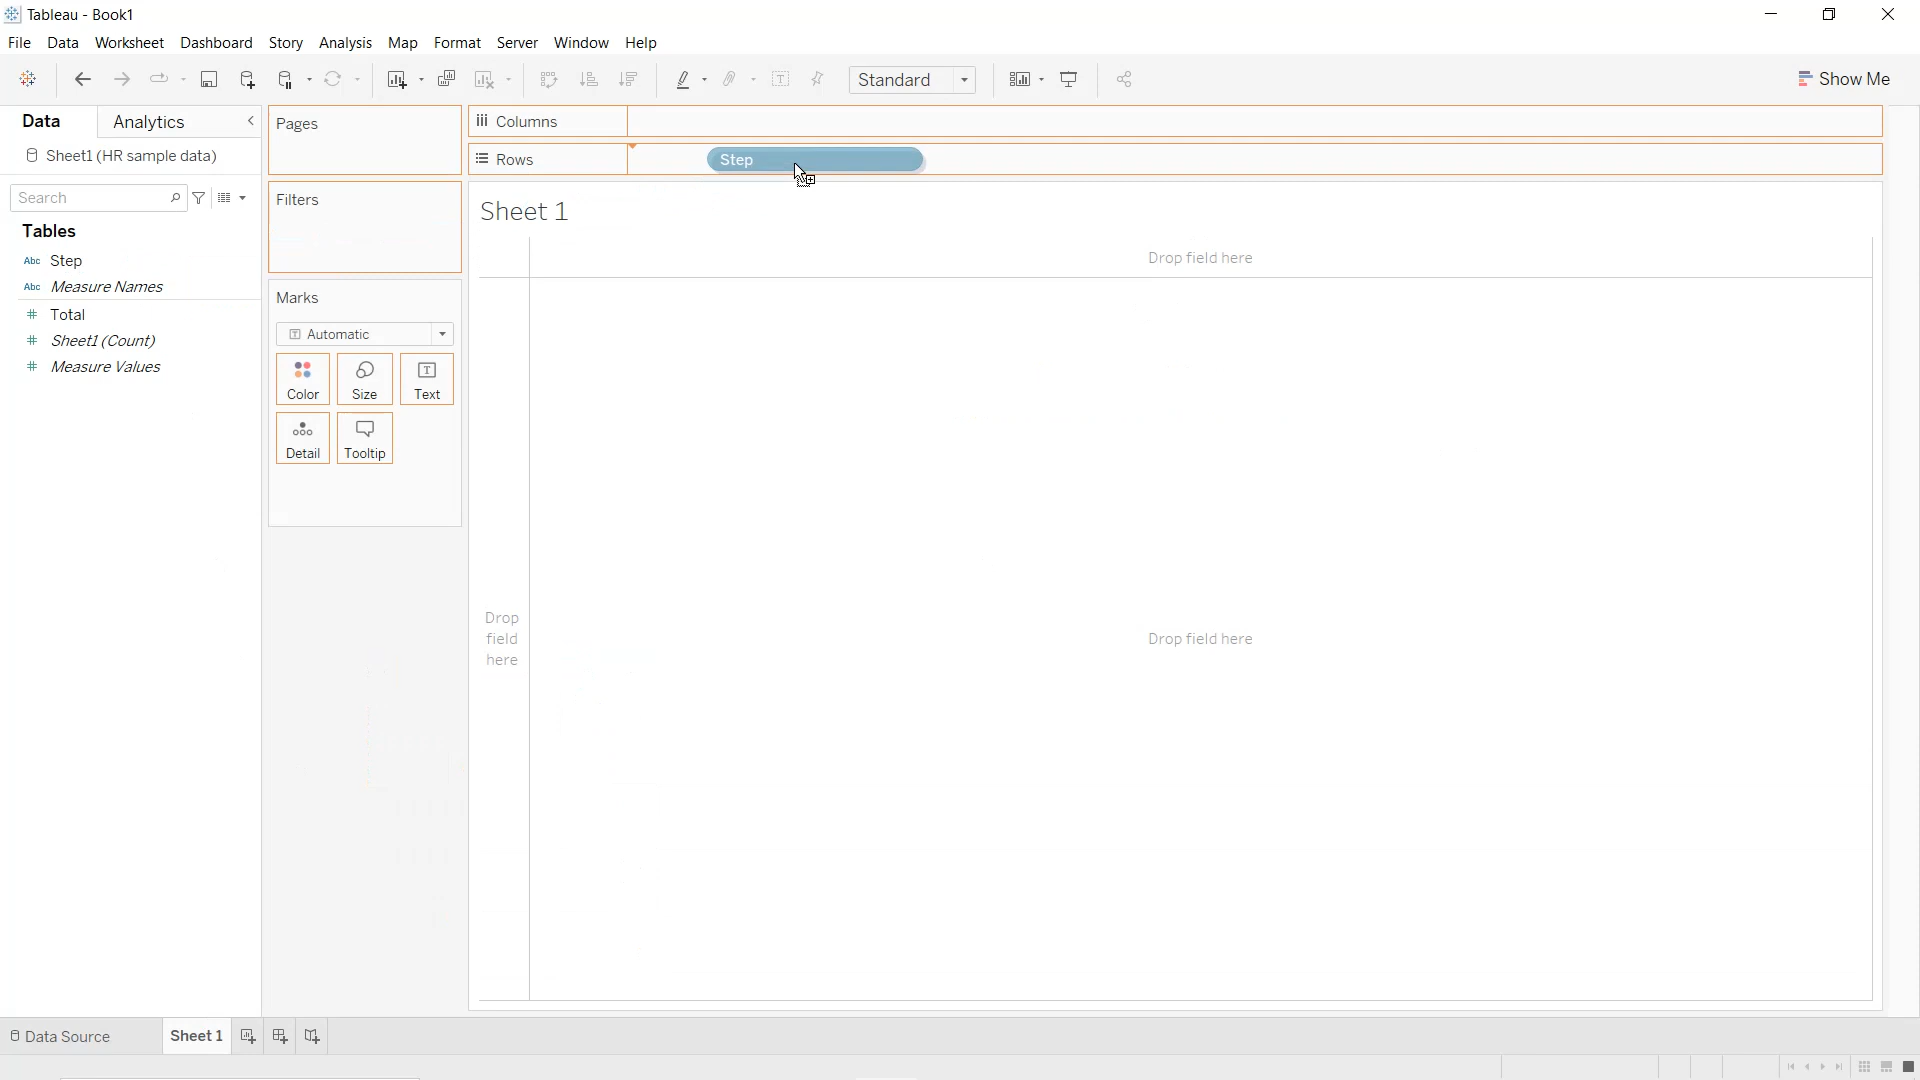 Tableau - Book1
File Data Worksheet Dashboard Story Analysis Map Format Server Window Help
Standard
Show Me
Data Analytics
Sheet1 (HR sample data)
Search
Tables
Abc Step
Abc Measure Names
# Total
# Sheet1 (Count)
# Measure Values
Pages
Filters
Marks
Automatic
Color Size Text
Detail Tooltip
Columns
Rows Step
Sheet 1
Drop field here
Drop
field
here
Drop field here
Data Source Sheet 1